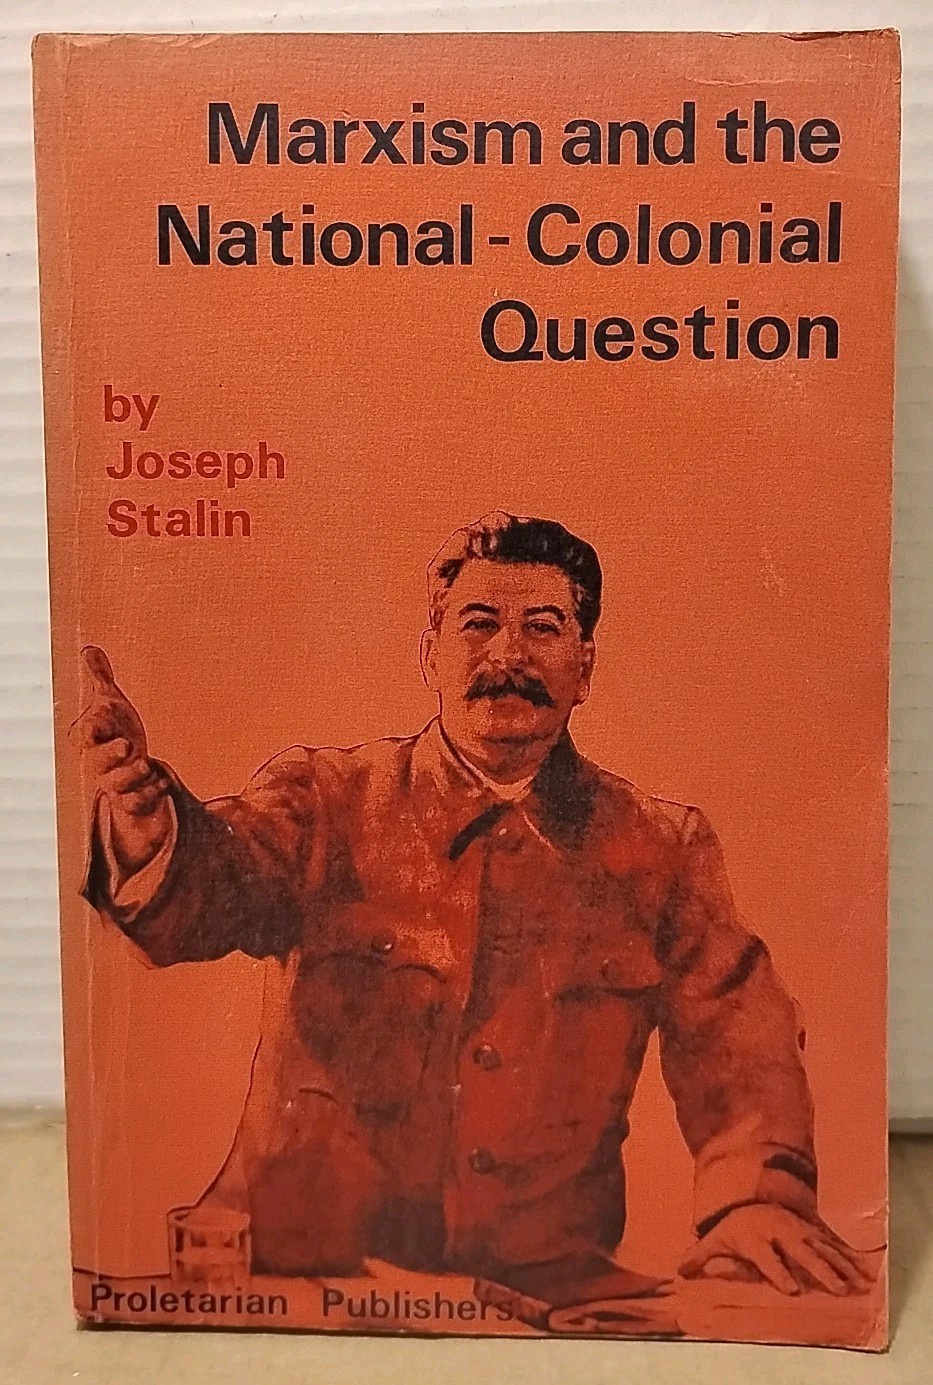 Marxism and the
National-Colonial
Question
by
Joseph
Stalin
Proletarian Publishers